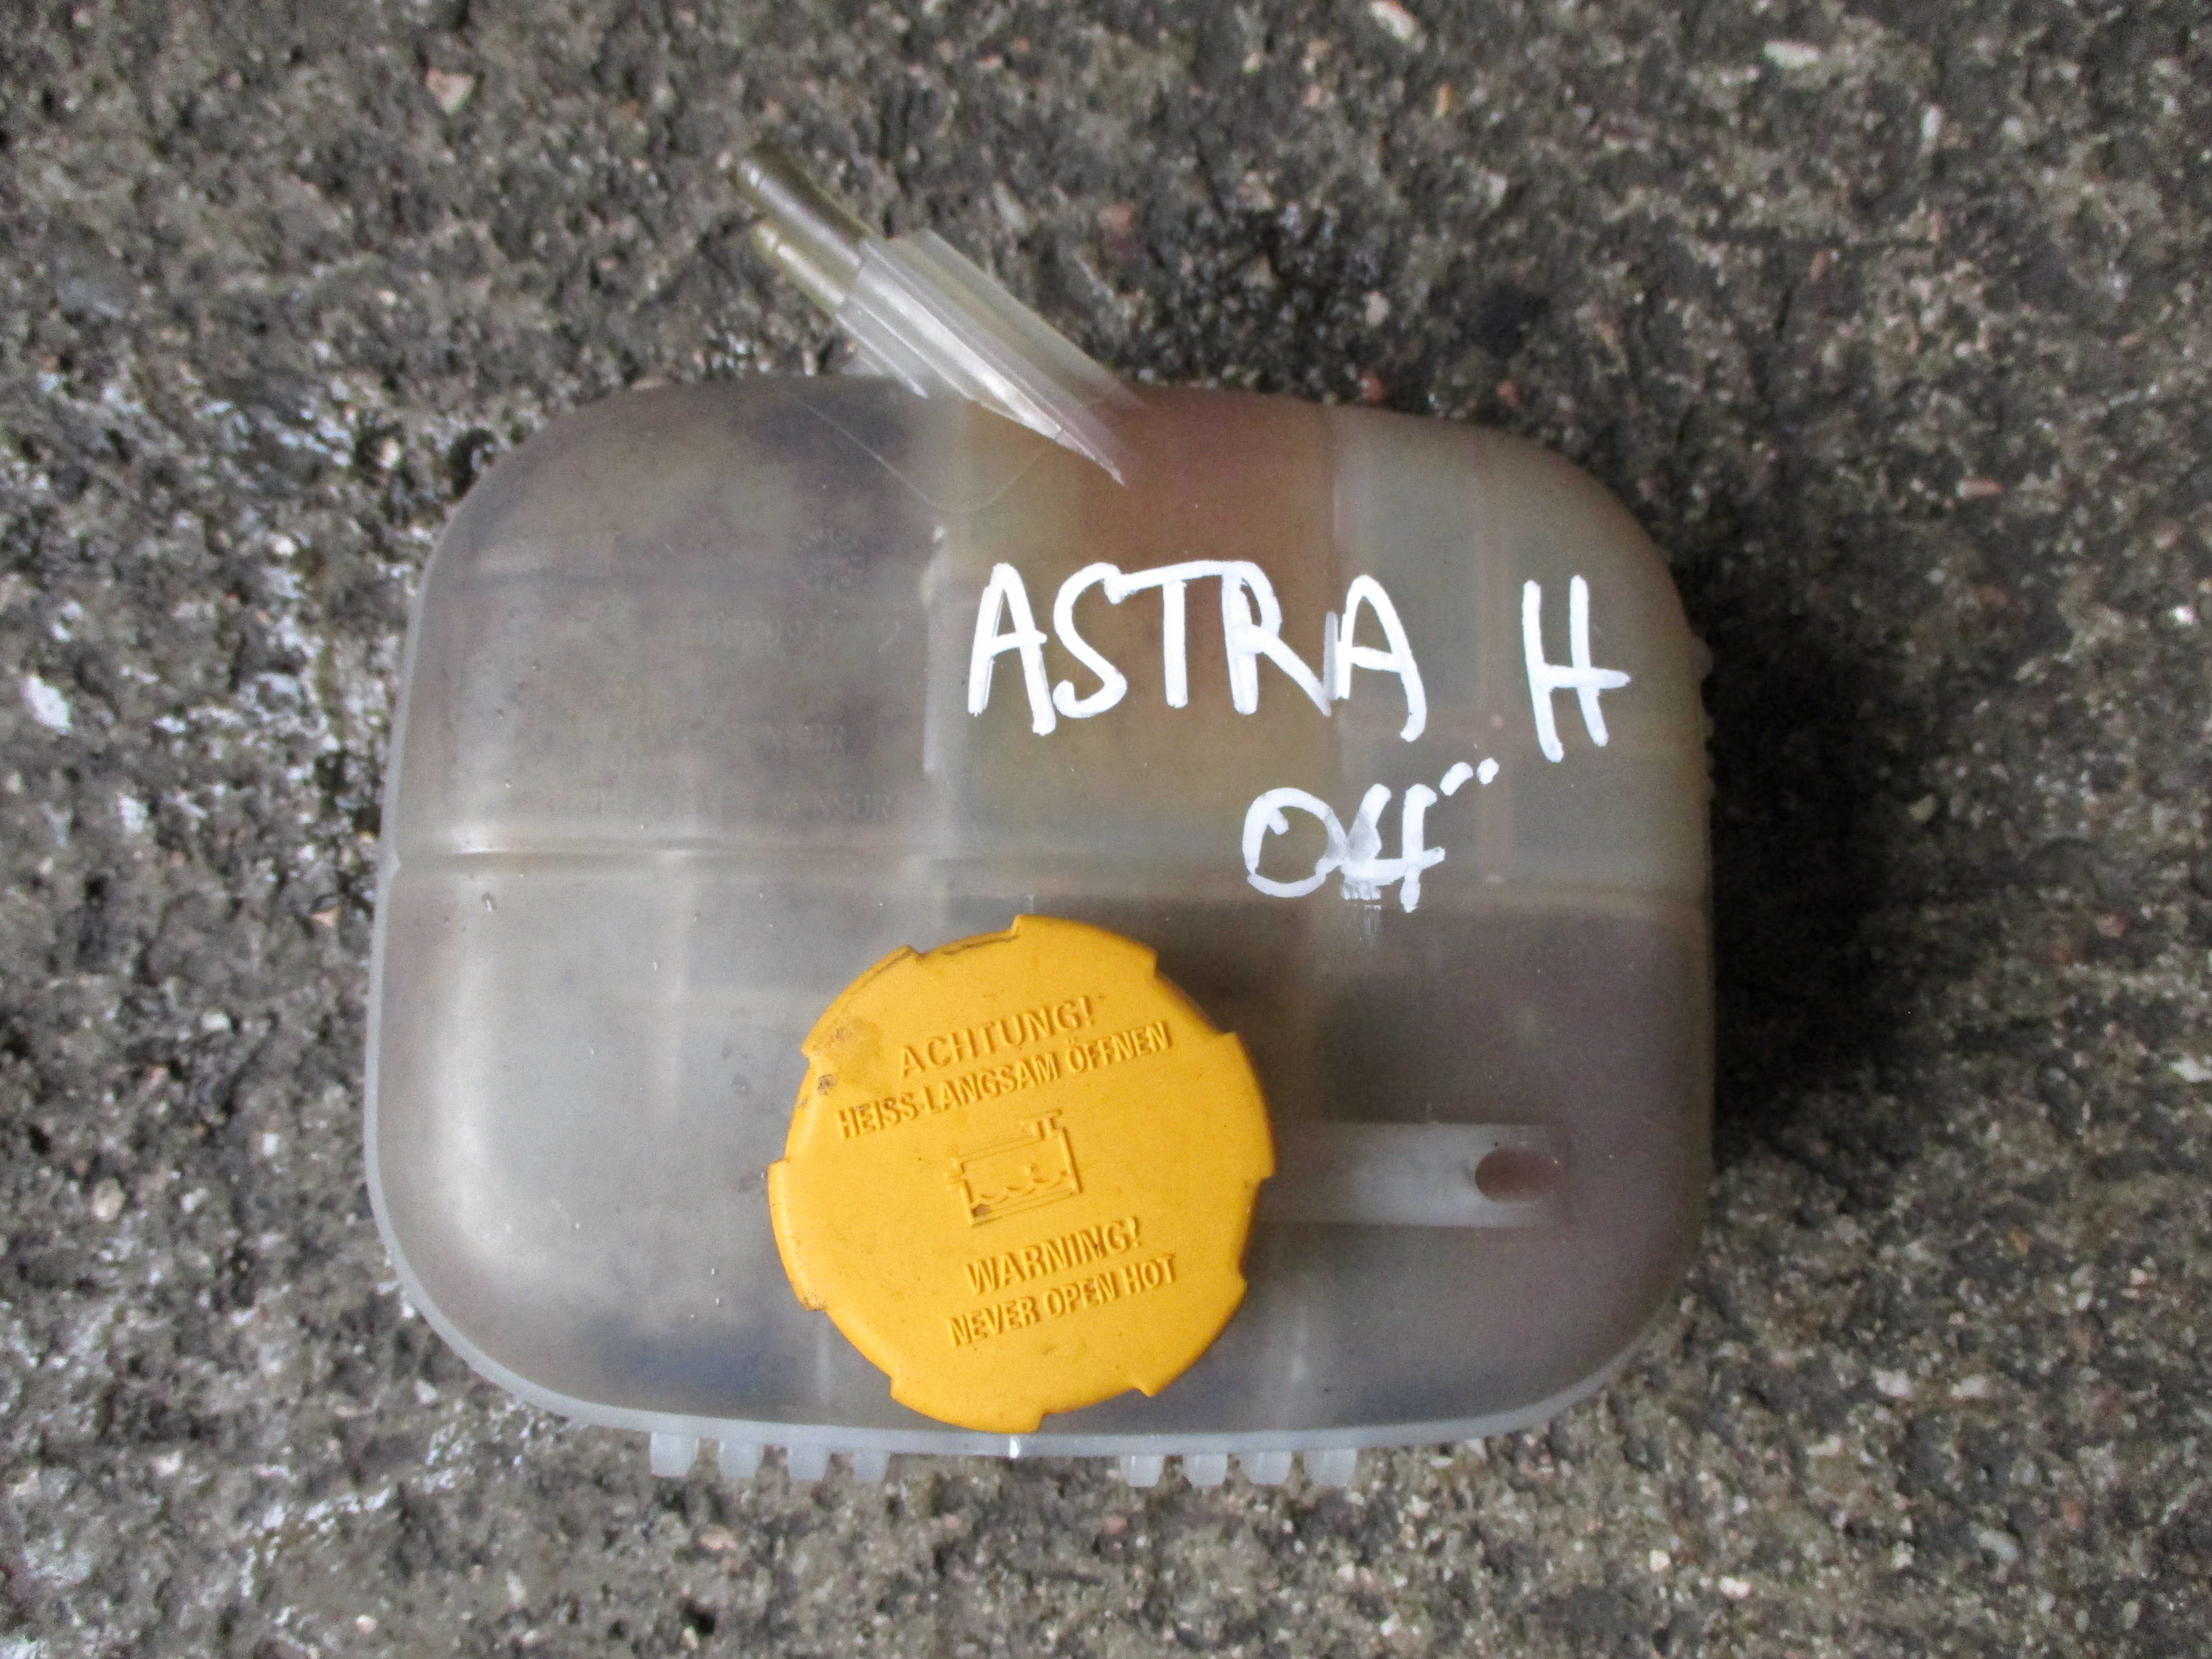 ASTRA H
04"
ACHTUNG!
HEISS-LANGSAM ÖFFNEN
WARNING!
NEVER OPEN HOT